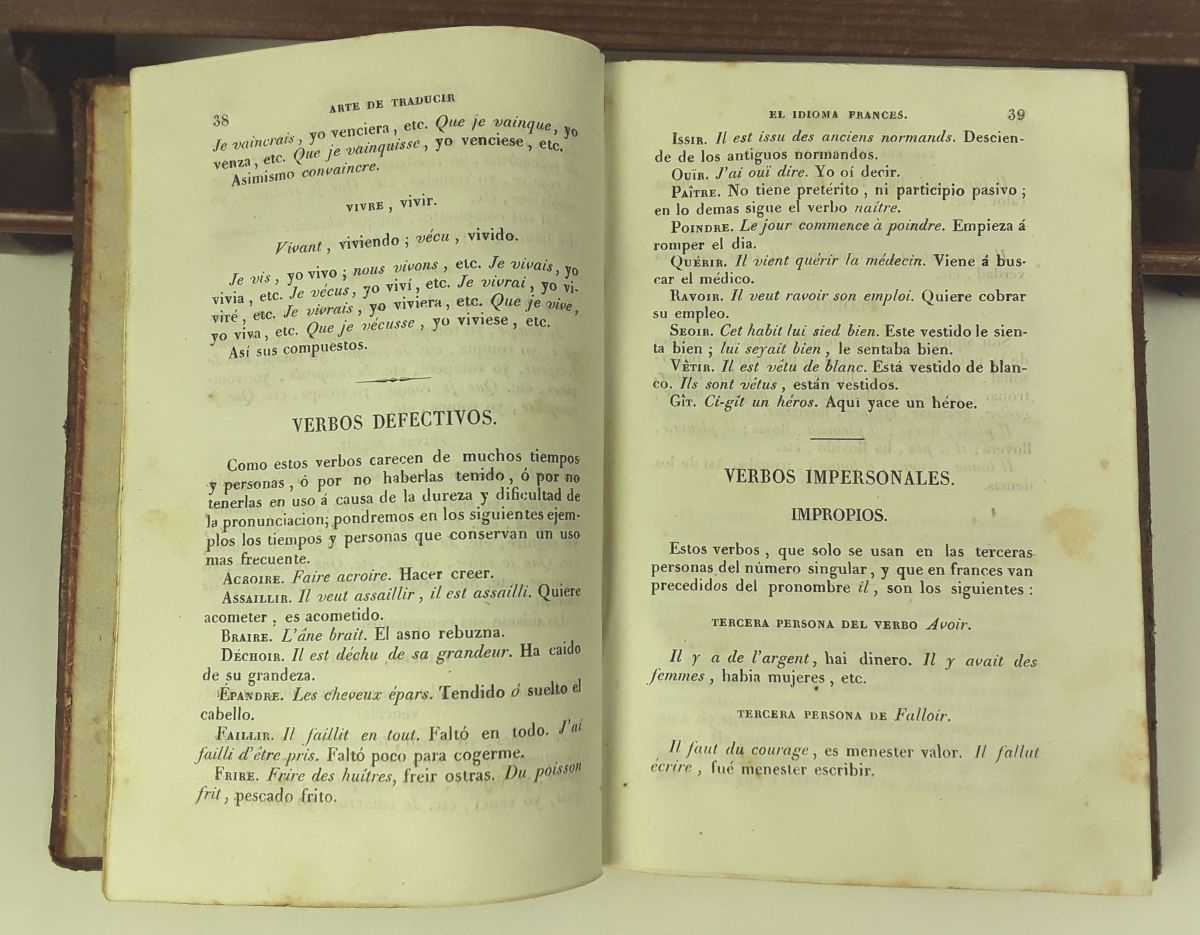 38
ARTE DE TRADUCIR
Je vaincrais, yo venciera, etc. Que je vainque, yo
venza, etc. Que je vainquisse, yo venciese, etc.
Asimismo convaincre.
VIVRE, vivir.
Vivant, viviendo; vécu, vivido.
Je vis, yo vivo; nous vivons, etc. Je vivais, yo
vivia, etc. Je vécus, yo viví, etc. Je vivrai, yo vi-
viré, etc. Je vivrais, yo viviera, etc. Que je vive,
yo viva, etc. Que je vécusse, yo viviese, etc.
Así sus compuestos.
VERBOS DEFECTIVOS.
Como estos verbos carecen de muchos tiempos
y personas, ó por no haberlas tenido, ó por no
tenerlas en uso á causa de la dureza y dificultad de
la pronunciacion; pondremos en los siguientes ejem-
plos los tiempos y personas que conservan un uso
mas frecuente.
ACROIRE. Faire acroire. Hacer creer.
ASSAILLIR. Il veut assaillir, il est assailli. Quiere
acometer, es acometido.
BRAIRE. L'âne brait. El asno rebuzna.
DÉCHOIR. Il est déchu de sa grandeur. Ha caido
de su grandeza.
ÉPANDRE. Les cheveux épars. Tendido ó suelto el
cabello.
FAILLIR. Il faillit en tout. Faltó en todo. J'ai
failli d'être pris. Faltó poco para cogerme.
FRIRE. Frire des huîtres, freir ostras. Du poisson
frit, pescado frito.
EL IDIOMA FRANCES.
39
ISSIR. Il est issu des anciens normands. Descien-
de de los antiguos normandos.
OUÏR. J'ai ouï dire. Yo oí decir.
PAÎTRE. No tiene pretérito, ni participio pasivo;
en lo demas sigue el verbo naître.
POINDRE. Le jour commence à poindre. Empieza á
romper el dia.
QUÉRIR. Il vient quérir la médecin. Viene á bus-
car el médico.
RAVOIR. Il veut ravoir son emploi. Quiere cobrar
su empleo.
SEOIR. Cet habit lui sied bien. Este vestido le sien-
ta bien; lui seyait bien, le sentaba bien.
VÊTIR. Il est vêtu de blanc. Está vestido de blan-
co. Ils sont vêtus, están vestidos.
GÎT. Ci-gît un héros. Aqui yace un héroe.
VERBOS IMPERSONALES.
IMPROPIOS.
Estos verbos, que solo se usan en las terceras
personas del número singular, y que en frances van
precedidos del pronombre il, son los siguientes:
TERCERA PERSONA DEL VERBO Avoir.
Il y a de l'argent, hai dinero. Il y avait des
femmes, habia mujeres, etc.
TERCERA PERSONA DE Falloir.
Il faut du courage, es menester valor. Il fallut
écrire, fué menester escribir.